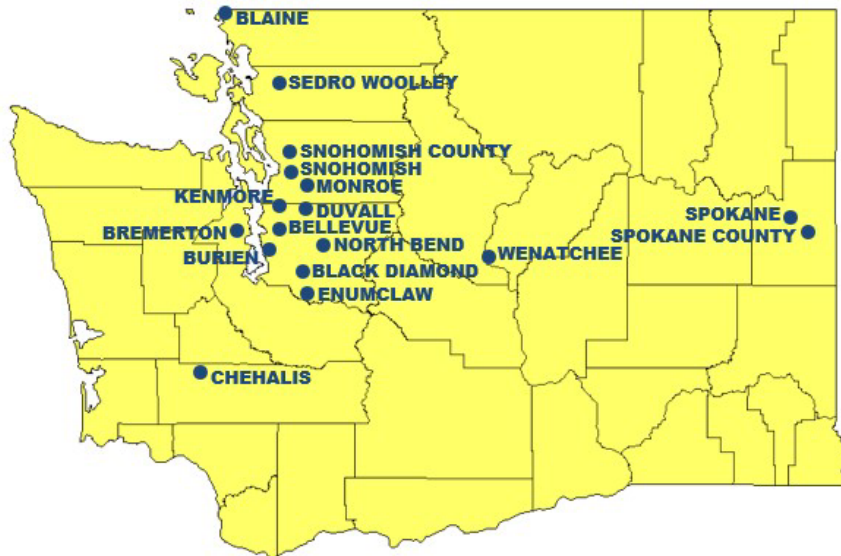 BLAINE
SEDRO WOOLLEY
SNOHOMISH COUNTY
SNOHOMISH
MONROE
KENMORE
DUVALL
BELLEVUE
BREMERTON
NORTH BEND
BURIEN
BLACK DIAMOND
ENUMCLAW
WENATCHEE
SPOKANE
SPOKANE COUNTY
CHEHALIS